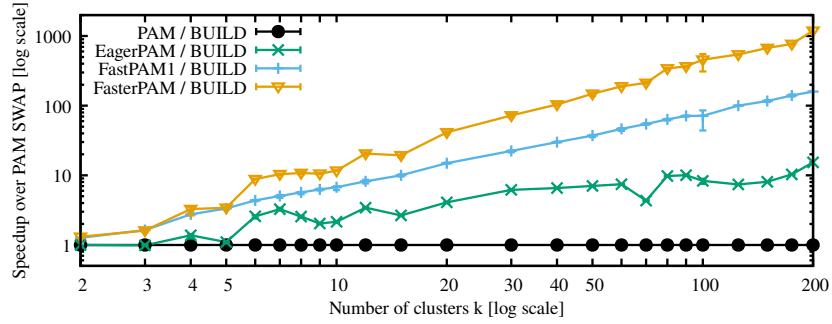 PAM / BUILD
EagerPAM / BUILD
FastPAM1 / BUILD
FasterPAM / BUILD
Speedup over PAM SWAP [log scale]
1000
100
10
1
2 3 4 5 10 20 30 40 50 100 200
Number of clusters k [log scale]